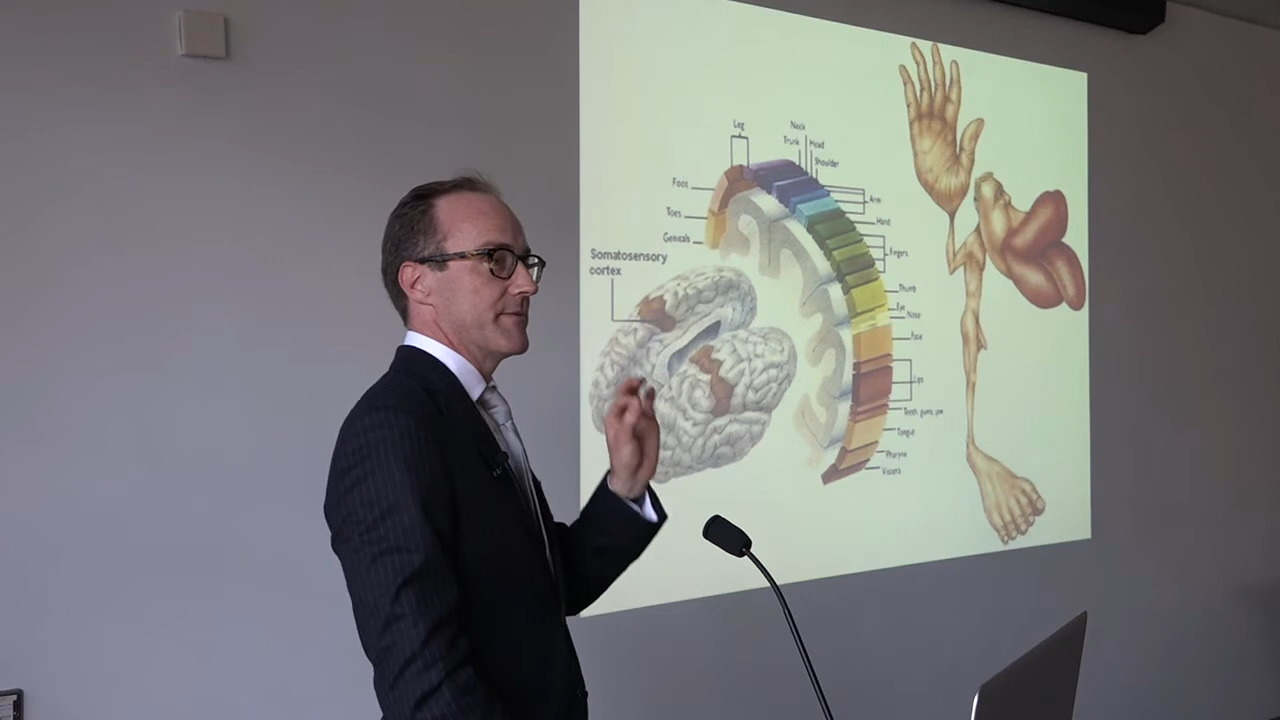 Leg
Neck
Trunk
Head
Shoulder
Foot
Arm
Toes
Hand
Genitals
Fingers
Somatosensory
cortex
Thumb
Eye
Nose
Face
Lips
Teeth, gums, jaw
Tongue
Pharynx
Viscera